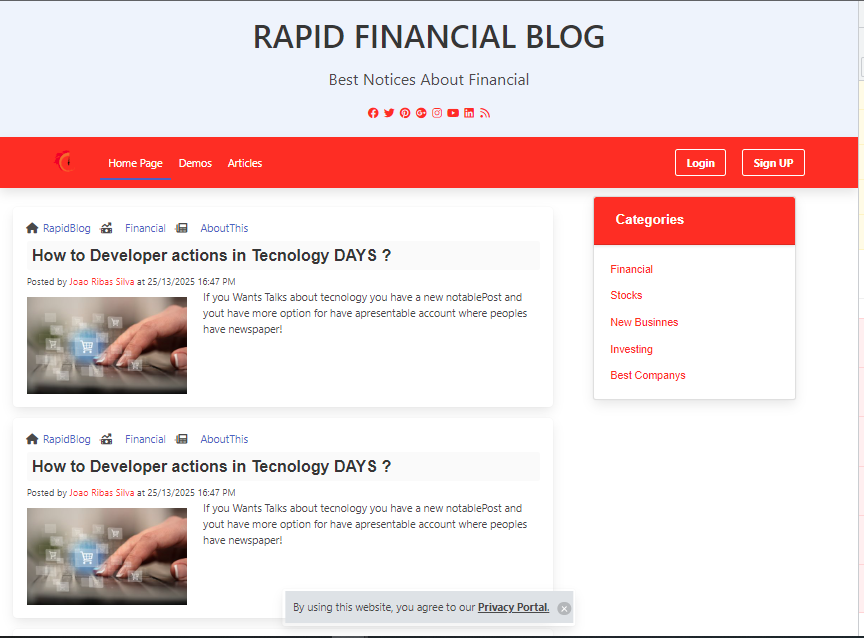 RAPID FINANCIAL BLOG
Best Notices About Financial
Home Page Demos Articles Login Sign UP
RapidBlog Financial AboutThis
How to Developer actions in Tecnology DAYS ?
Posted by Joao Ribas Silva at 25/13/2025 16:47 PM
If you Wants Talks about tecnology you have a new notablePost and
yout have more option for have apresentable account where peoples
have newspaper!
RapidBlog Financial AboutThis
How to Developer actions in Tecnology DAYS ?
Posted by Joao Ribas Silva at 25/13/2025 16:47 PM
If you Wants Talks about tecnology you have a new notablePost and
yout have more option for have apresentable account where peoples
have newspaper!
Categories
Financial
Stocks
New Businnes
Investing
Best Companys
By using this website, you agree to our Privacy Portal.